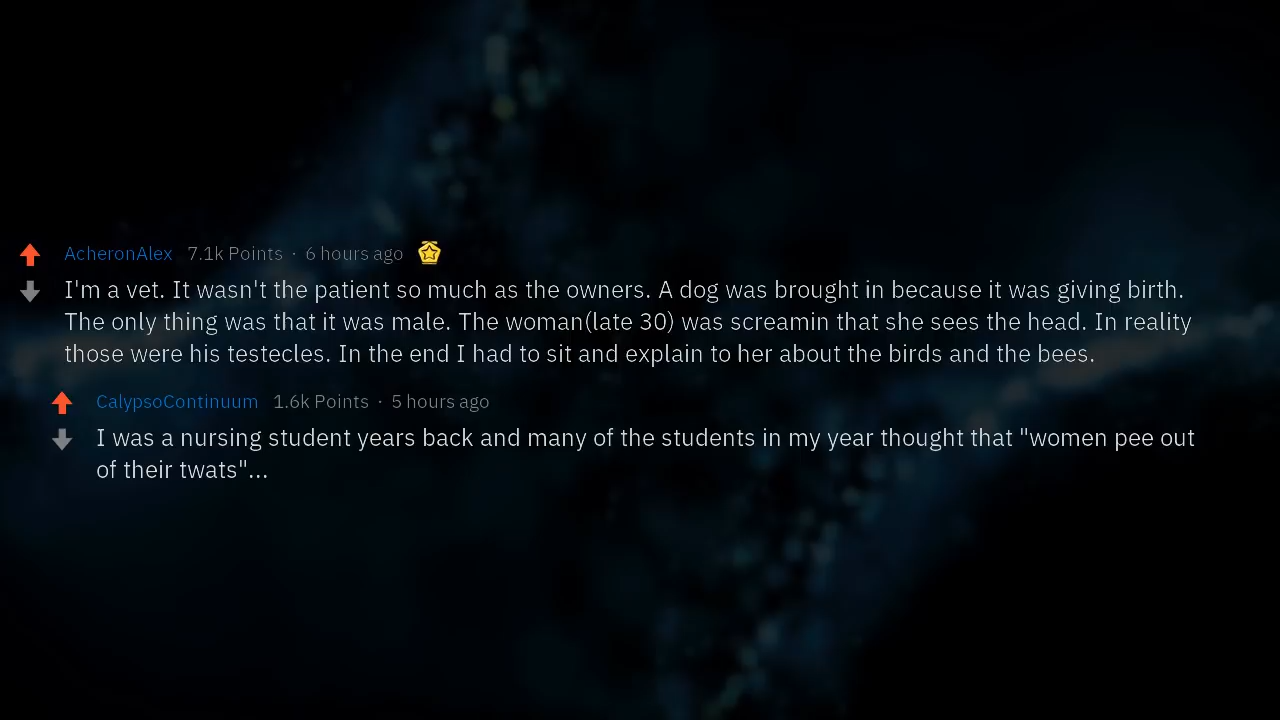 AcheronAlex 7.1k Points · 6 hours ago
I'm a vet. It wasn't the patient so much as the owners. A dog was brought in because it was giving birth.
The only thing was that it was male. The woman(late 30) was screamin that she sees the head. In reality
those were his testecles. In the end I had to sit and explain to her about the birds and the bees.
CalypsoContinuum 1.6k Points · 5 hours ago
I was a nursing student years back and many of the students in my year thought that "women pee out
of their twats"...